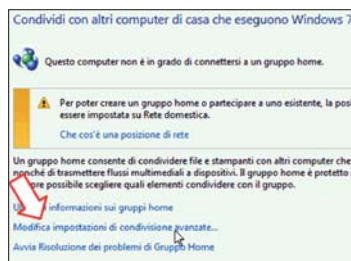 Condividi con altri computer di casa che eseguono Windows 7
Questo computer non è in grado di connettersi a un gruppo home.
Per poter creare un gruppo home o partecipare a uno esistente, la posi
essere impostata su Rete domestica.
Che cos'è una posizione di rete
Un gruppo home consente di condividere file e stampanti con altri computer che
nonché di trasmettere flussi multimediali a dispositivi. Il gruppo home è protetto
ore possibile scegliere quali elementi condividere con il gruppo.
informazioni sui gruppi home
Modifica impostazioni di condivisione avanzate...
Avvia Risoluzione dei problemi di Gruppo Home